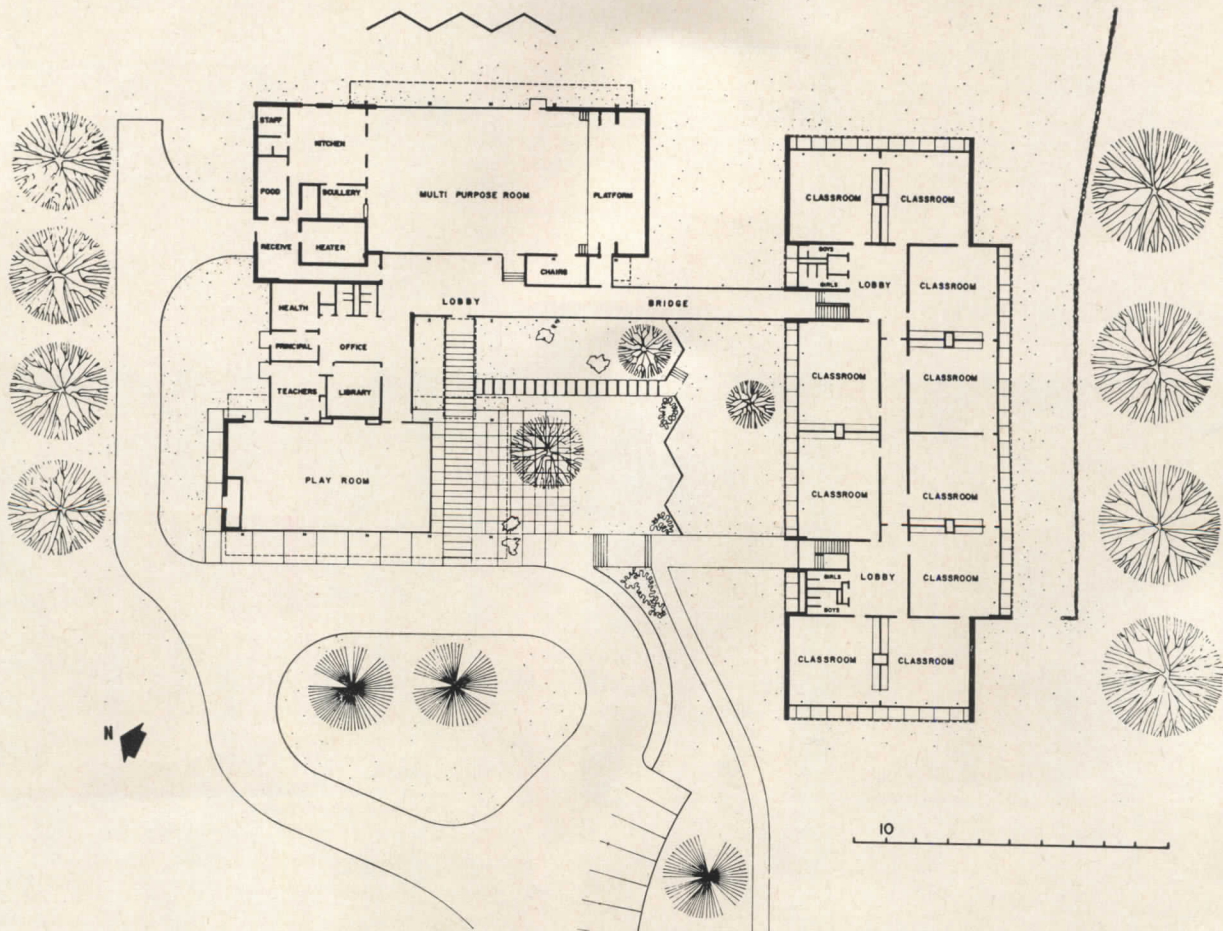 STAFF
KITCHEN
FOOD
SCULLERY
MULTI PURPOSE ROOM
PLATFORM
RECEIVE
HEATER
CHAIRS
LOBBY
BRIDGE
HEALTH
PRINCIPAL
OFFICE
TEACHERS
LIBRARY
PLAY ROOM
CLASSROOM CLASSROOM
BOYS
GIRLS
LOBBY
CLASSROOM
CLASSROOM
CLASSROOM
CLASSROOM
CLASSROOM
GIRLS
BOYS
LOBBY
CLASSROOM
CLASSROOM CLASSROOM
N
10